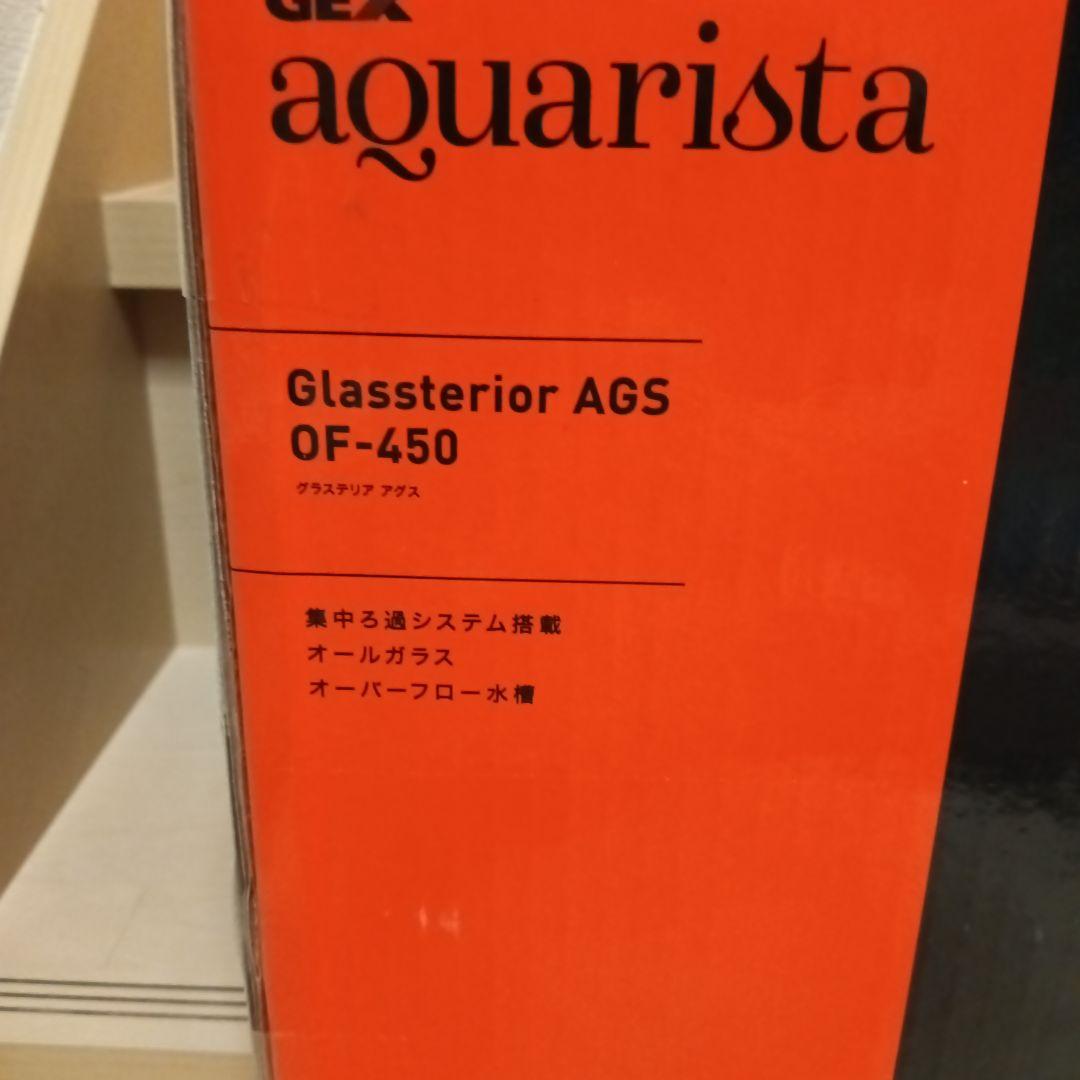 GEX
aquarista
Glassterior AGS
OF-450
グラステリア アグス
集中ろ過システム搭載
オールガラス
オーバーフロー水槽